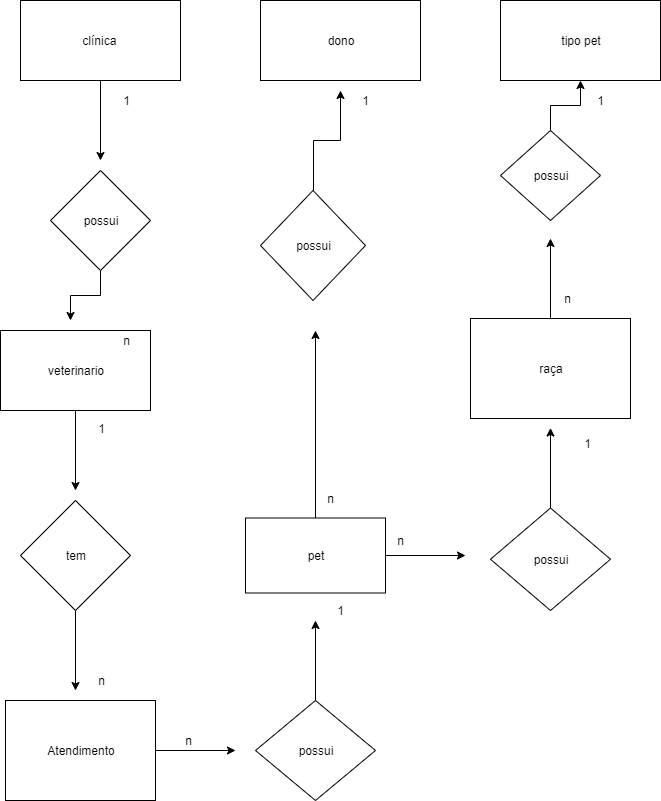 clínica
dono
tipo pet
1
1
1
possui
possui
possui
n
n
veterinario
raça
1
1
n
tem
n
pet
possui
1
n
n
Atendimento
possui